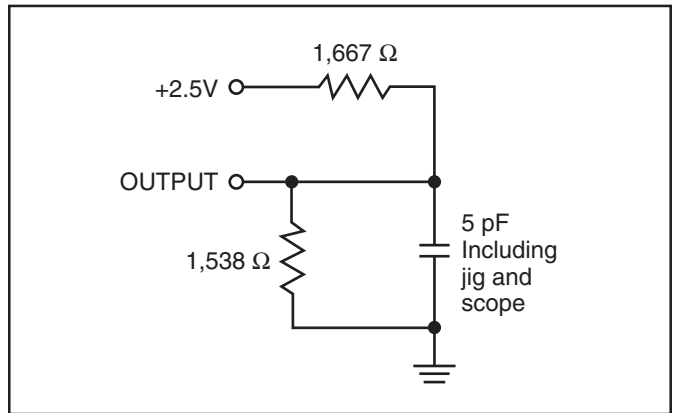 1,667 Ω
+2.5V
OUTPUT
1,538 Ω
5 pF
Including
jig and
scope